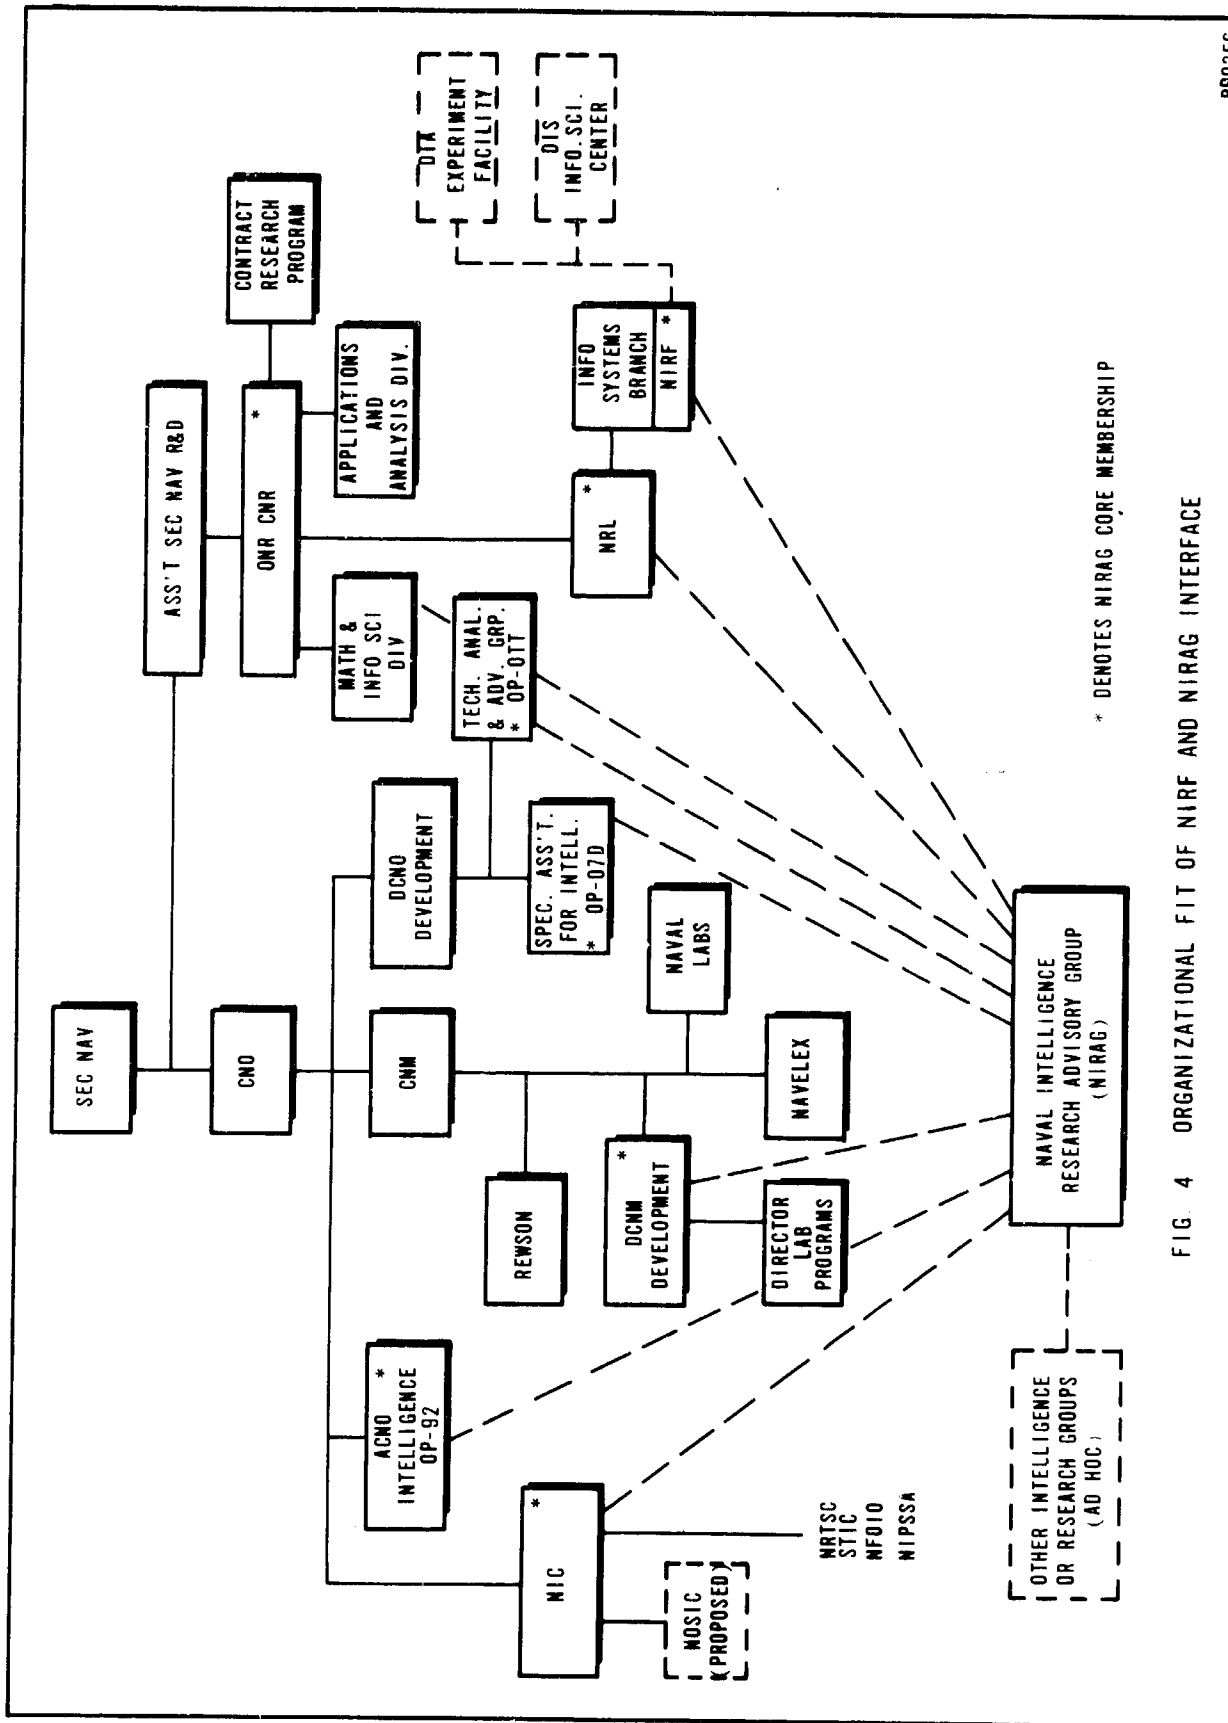 SEC NAV
ASS'T SEC NAV R&D
CNO
ONR CNR *
CONTRACT
RESEARCH
PROGRAM
MATH &
INFO SCI
DIV
APPLICATIONS
AND
ANALYSIS DIV.
ACNO *
INTELLIGENCE
OP-92
CNM
DCNO
DEVELOPMENT
TECH. ANAL.
& ADV. GRP.
* OP-07T
DTA
EXPERIMENT
FACILITY
NIC *
REWSON
SPEC. ASS'T.
FOR INTELL.
* OP-07D
NRL *
INFO
SYSTEMS
BRANCH
NIRF *
DIS
INFO.SCI.
CENTER
NOSIC
(PROPOSED)
DCNM *
DEVELOPMENT
NAVAL
LABS
DIRECTOR
LAB
PROGRAMS
NAVELEX
NRTSC
STIC
NFOIO
NIPSSA
OTHER INTELLIGENCE
OR RESEARCH GROUPS
(AD HOC)
NAVAL INTELLIGENCE
RESEARCH ADVISORY GROUP
(NIRAG)
* DENOTES NIRAG CORE MEMBERSHIP
FIG. 4 ORGANIZATIONAL FIT OF NIRF AND NIRAG INTERFACE